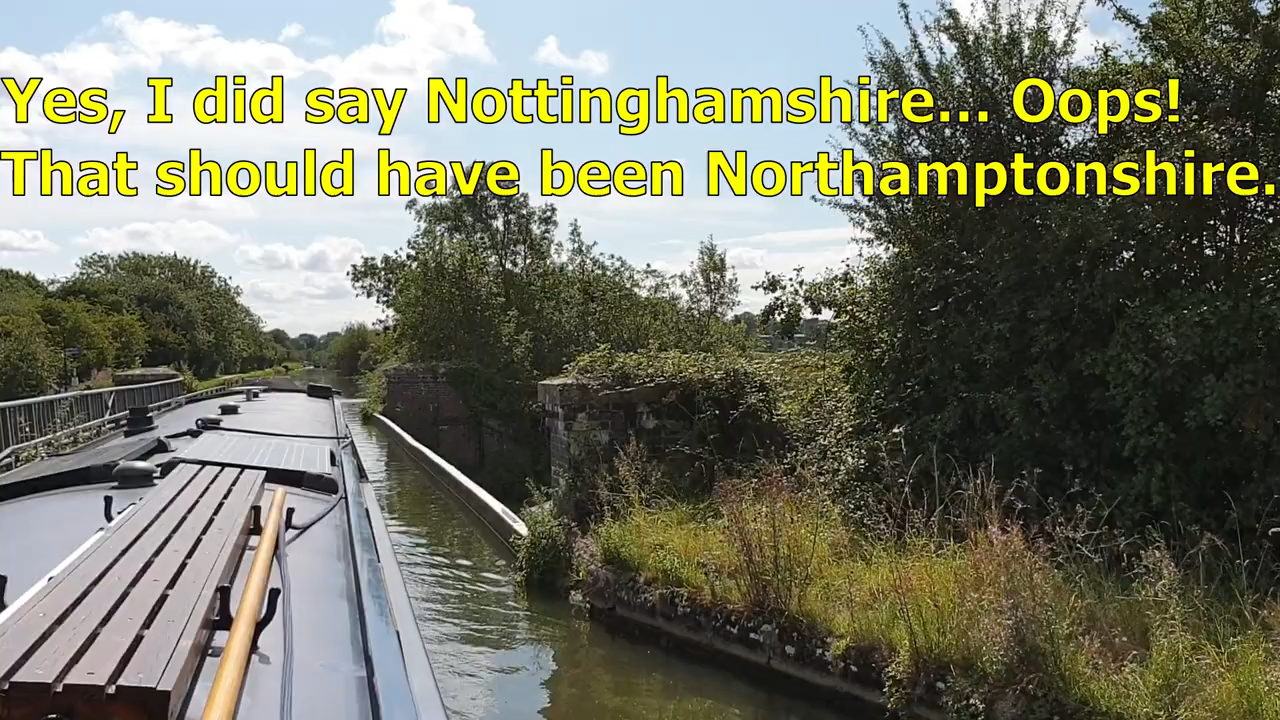 Yes, I did say Nottinghamshire... Oops!
That should have been Northamptonshire.